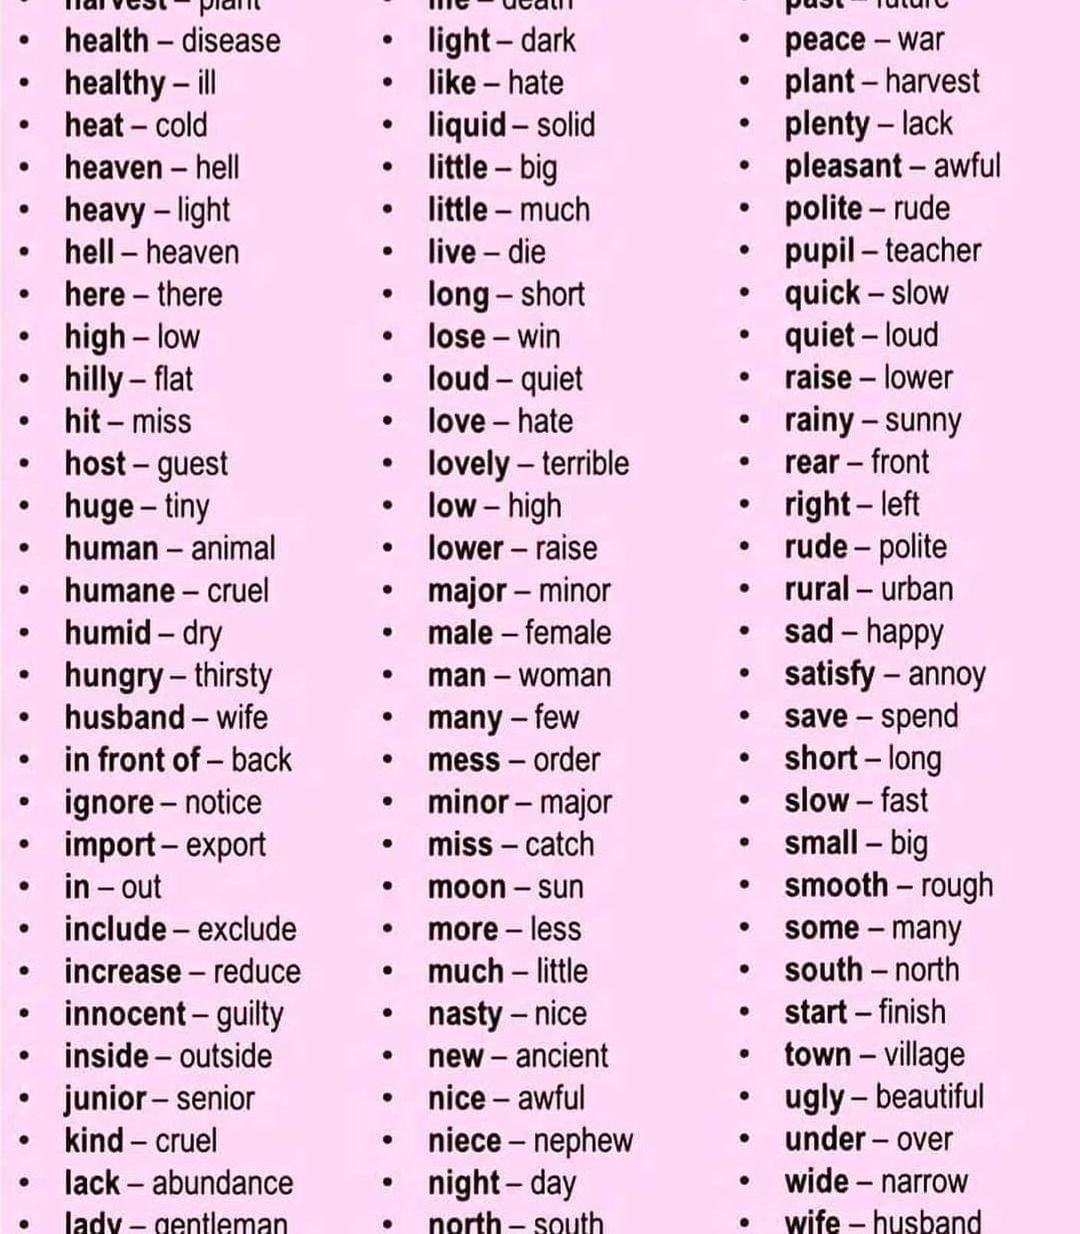 harvest – plant
• health – disease
• healthy – ill
• heat – cold
• heaven – hell
• heavy – light
• hell – heaven
• here – there
• high – low
• hilly – flat
• hit – miss
• host – guest
• huge – tiny
• human – animal
• humane – cruel
• humid – dry
• hungry – thirsty
• husband – wife
• in front of – back
• ignore – notice
• import – export
• in – out
• include – exclude
• increase – reduce
• innocent – guilty
• inside – outside
• junior – senior
• kind – cruel
• lack – abundance
• lady – gentleman
life – death
• light – dark
• like – hate
• liquid – solid
• little – big
• little – much
• live – die
• long – short
• lose – win
• loud – quiet
• love – hate
• lovely – terrible
• low – high
• lower – raise
• major – minor
• male – female
• man – woman
• many – few
• mess – order
• minor – major
• miss – catch
• moon – sun
• more – less
• much – little
• nasty – nice
• new – ancient
• nice – awful
• niece – nephew
• night – day
• north – south
past – future
• peace – war
• plant – harvest
• plenty – lack
• pleasant – awful
• polite – rude
• pupil – teacher
• quick – slow
• quiet – loud
• raise – lower
• rainy – sunny
• rear – front
• right – left
• rude – polite
• rural – urban
• sad – happy
• satisfy – annoy
• save – spend
• short – long
• slow – fast
• small – big
• smooth – rough
• some – many
• south – north
• start – finish
• town – village
• ugly – beautiful
• under – over
• wide – narrow
• wife – husband